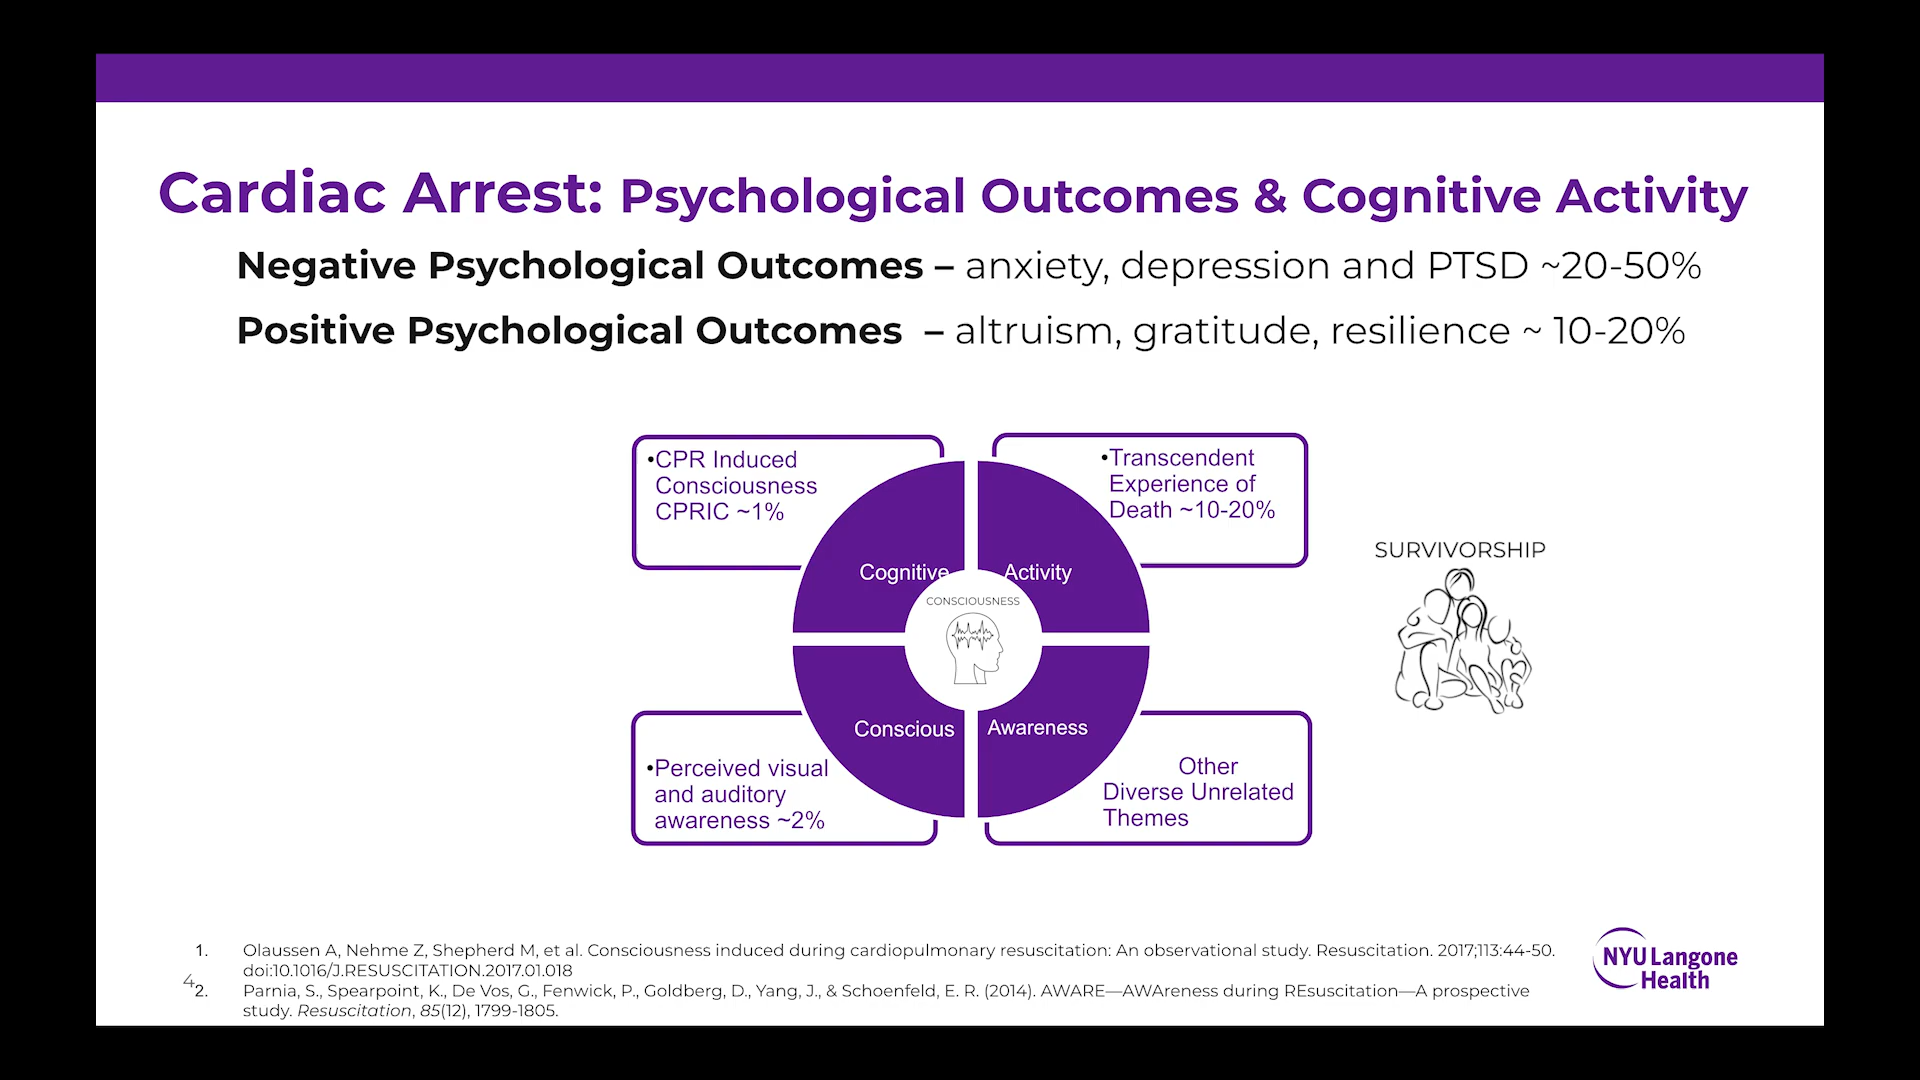 Cardiac Arrest: Psychological Outcomes & Cognitive Activity
Negative Psychological Outcomes – anxiety, depression and PTSD ~20-50%
Positive Psychological Outcomes – altruism, gratitude, resilience ~ 10-20%
•CPR Induced
Consciousness
CPRIC ~1%
•Transcendent
Experience of
Death ~10-20%
Cognitive
Activity
CONSCIOUSNESS
Conscious
Awareness
•Perceived visual
and auditory
awareness ~2%
Other
Diverse Unrelated
Themes
SURVIVORSHIP
1. Olaussen A, Nehme Z, Shepherd M, et al. Consciousness induced during cardiopulmonary resuscitation: An observational study. Resuscitation. 2017;113:44-50.
doi:10.1016/J.RESUSCITATION.2017.01.018
4
2. Parnia, S., Spearpoint, K., De Vos, G., Fenwick, P., Goldberg, D., Yang, J., & Schoenfeld, E. R. (2014). AWARE—AWAreness during REsuscitation—A prospective
study. Resuscitation, 85(12), 1799-1805.
NYU Langone
Health